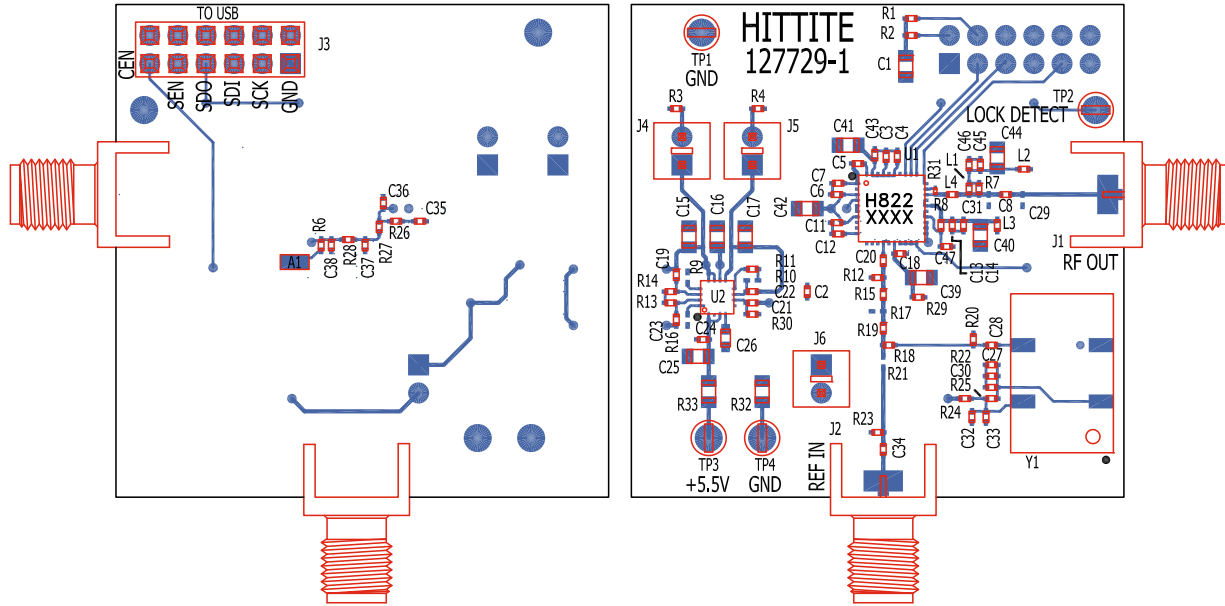 TO USB
J3
CEN
SEN
SDO
SDI
SCK
GND
C36
C35
R26
R27
R6
R28
C38
C37
A1
HITTITE
127729-1
TP1
GND
R1
R2
C1
TP2
LOCK DETECT
R3
R4
J4
J5
C41
C43
C3
C4
U1
C5
C7
C6
C42
C11
C12
H822
XXXX
R31
C46
C45
C44
L1
L2
L4
R7
R8
C31
C8
C29
L3
C40
C47
C13
C14
J1
RF OUT
C15
C16
C17
C19
R9
R11
R10
R14
R13
U2
C22
C21
R30
C2
C23
R16
C24
C25
C26
C20
C18
R12
R15
C39
R29
R17
R19
R18
R21
R20
C28
R22
C27
C30
R25
R24
C32
C33
Y1
J6
R33
R32
TP3
+5.5V
TP4
GND
R23
J2
C34
REF IN